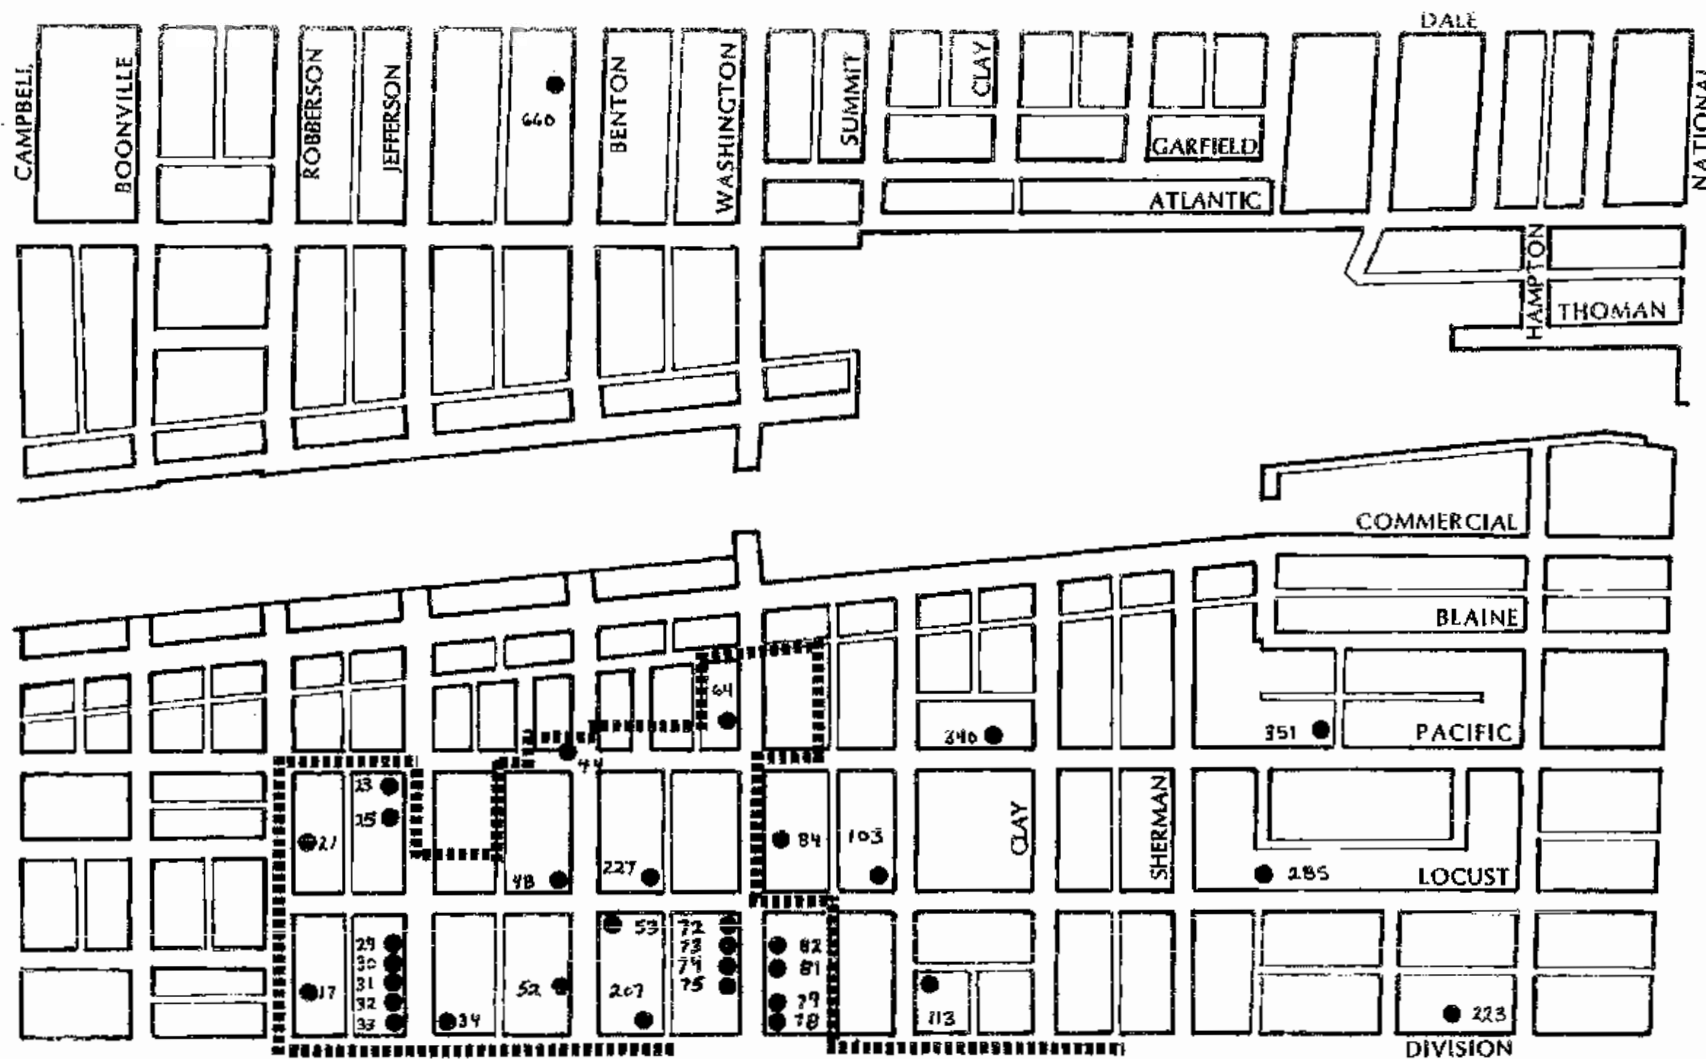 DALE
CAMPBELL
BOONVILLE
ROBBERSON
JEFFERSON
660
BENTON
WASHINGTON
SUMMIT
CLAY
GARFIELD
ATLANTIC
NATIONAL
HAMPTON
THOMAN
COMMERCIAL
BLAINE
64
340
351
PACIFIC
44
23
25
21
84
103
CLAY
SHERMAN
48
227
285
LOCUST
29
30
31
32
33
17
34
52
53
207
72
73
74
75
82
81
79
78
113
223
DIVISION